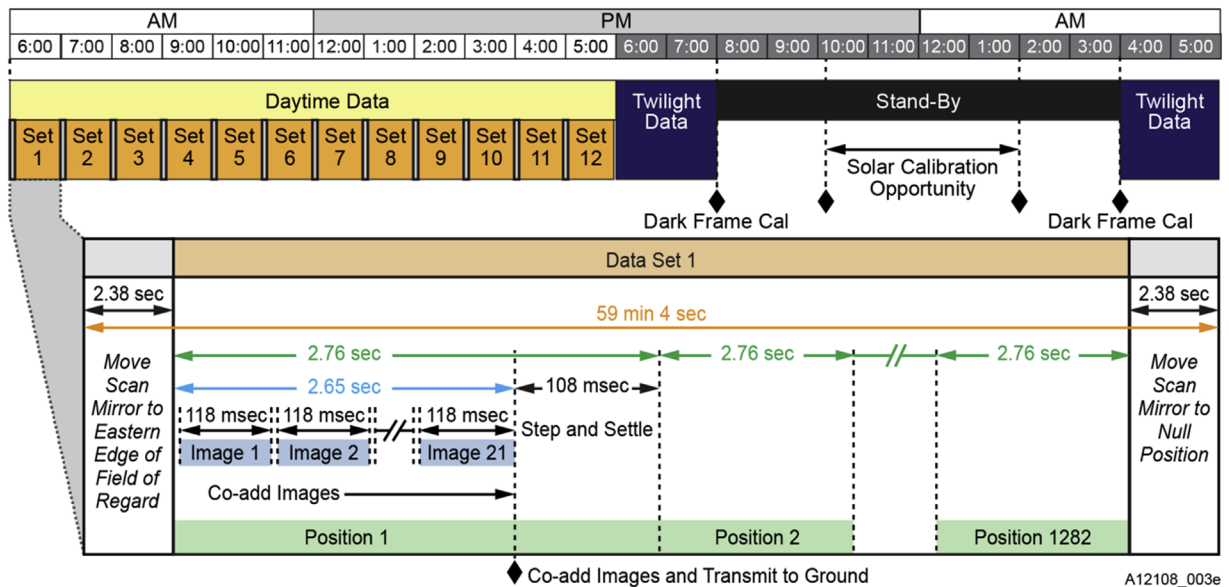 AM PM AM
6:00 7:00 8:00 9:00 10:00 11:00 12:00 1:00 2:00 3:00 4:00 5:00 6:00 7:00 8:00 9:00 10:00 11:00 12:00 1:00 2:00 3:00 4:00 5:00
Daytime Data
Twilight
Data
Stand-By
Twilight
Data
Set
1
Set
2
Set
3
Set
4
Set
5
Set
6
Set
7
Set
8
Set
9
Set
10
Set
11
Set
12
Solar Calibration
Opportunity
Dark Frame Cal
Dark Frame Cal
Data Set 1
2.38 sec
2.38 sec
59 min 4 sec
Move
Scan
Mirror to
Eastern
Edge of
Field of
Regard
2.76 sec
2.76 sec
2.76 sec
2.65 sec
108 msec
118 msec
118 msec
118 msec
Step and Settle
Image 1
Image 2
Image 21
Co-add Images
Position 1
Position 2
Position 1282
Move
Scan
Mirror to
Null
Position
Co-add Images and Transmit to Ground
A12108_003e